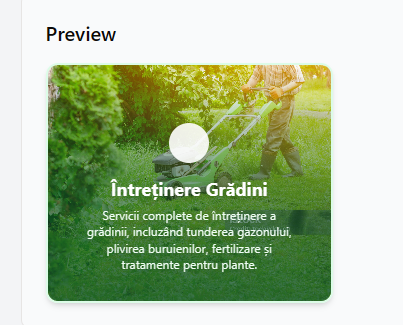 Preview
Întreținere Grădini
Servicii complete de întreținere a
grădinii, incluzând tunderea gazonului,
plivirea buruienilor, fertilizare și
tratamente pentru plante.